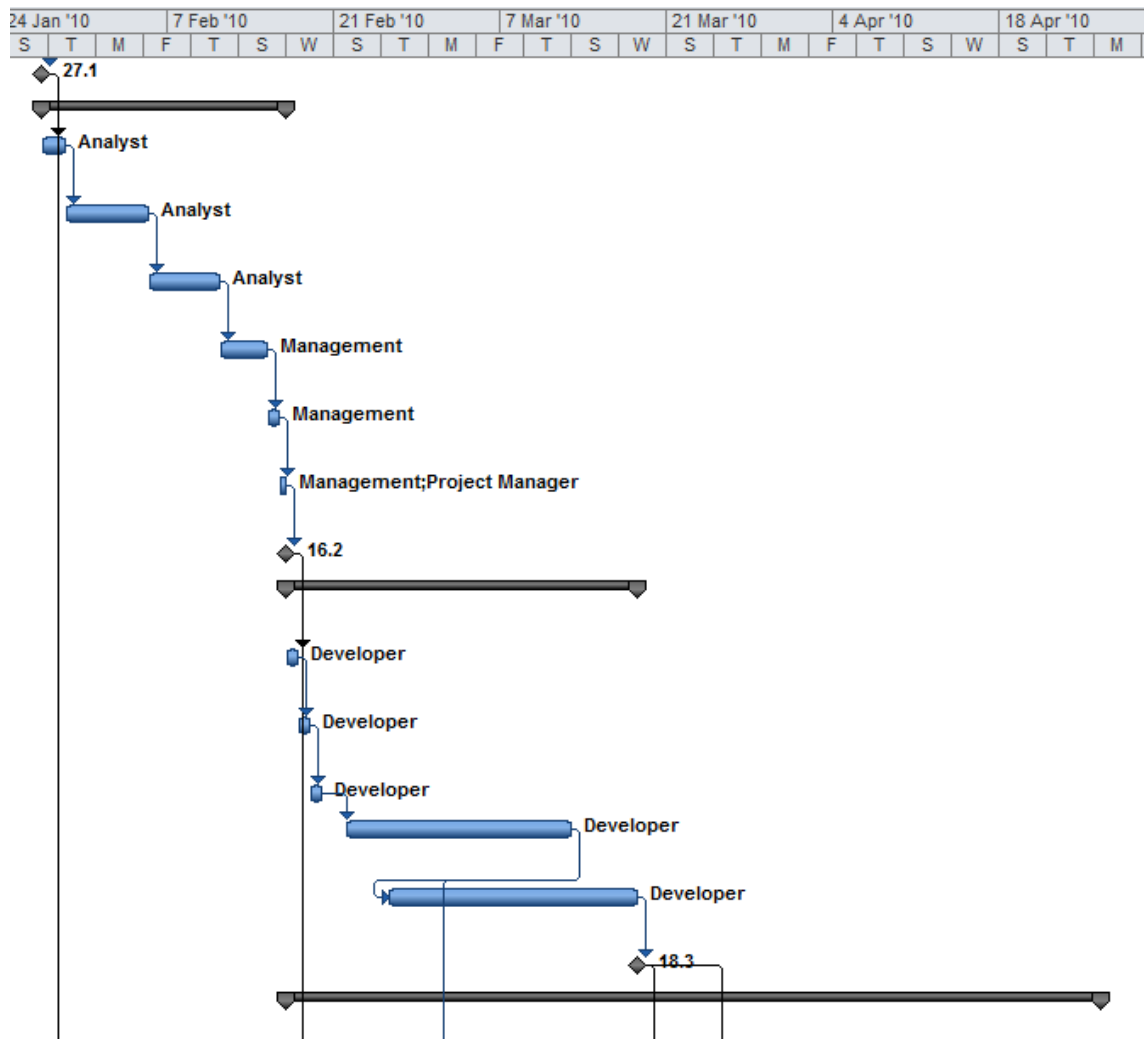 24 Jan '10 7 Feb '10 21 Feb '10 7 Mar '10 21 Mar '10 4 Apr '10 18 Apr '10
S T M F T S W S T M F T S W S T M F T S W S T M
27.1
Analyst
Analyst
Analyst
Management
Management
Management;Project Manager
16.2
Developer
Developer
Developer
Developer
Developer
18.3